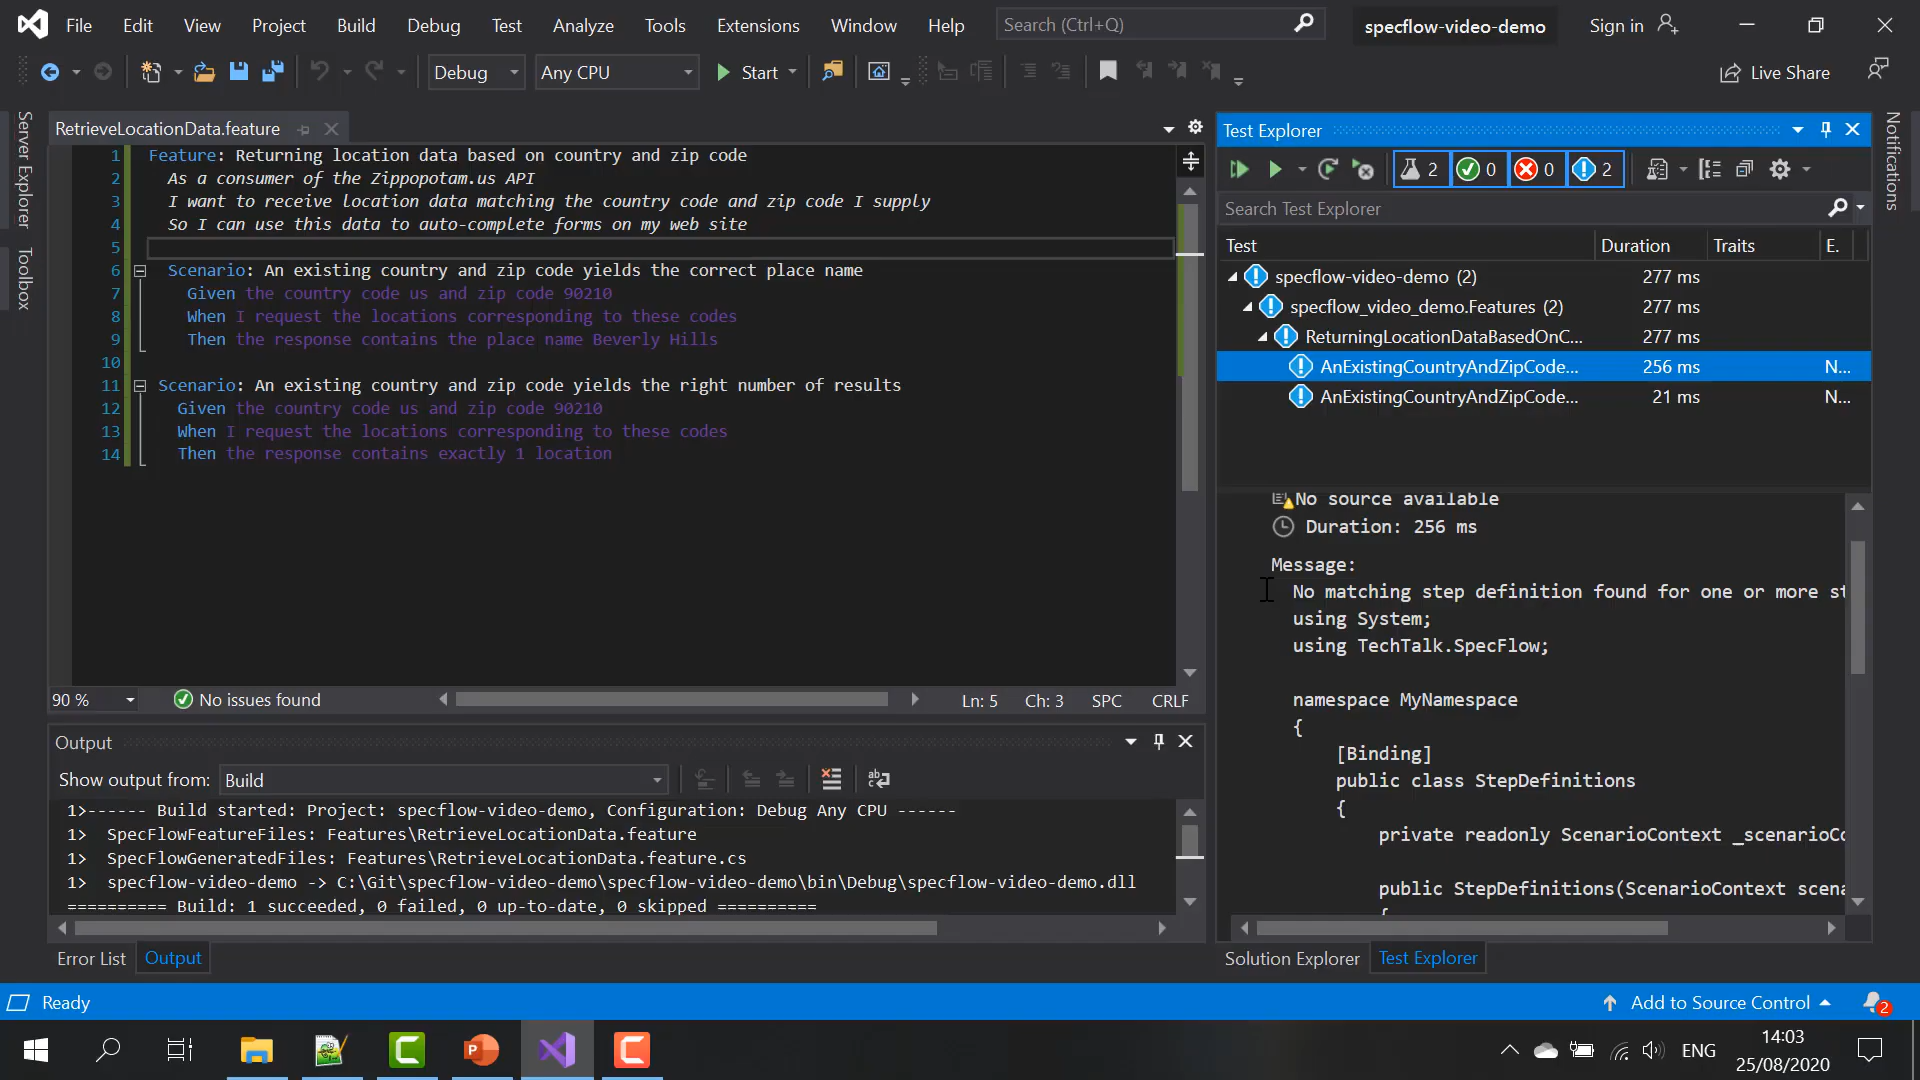 File Edit View Project Build Debug Test Analyze Tools Extensions Window Help Search (Ctrl+Q) specflow-video-demo Sign in
Debug Any CPU Start Live Share
Server Explorer
Toolbox
RetrieveLocationData.feature
1 Feature: Returning location data based on country and zip code
2 As a consumer of the Zippopotam.us API
3 I want to receive location data matching the country code and zip code I supply
4 So I can use this data to auto-complete forms on my web site
5
6 Scenario: An existing country and zip code yields the correct place name
7 Given the country code us and zip code 90210
8 When I request the locations corresponding to these codes
9 Then the response contains the place name Beverly Hills
10
11 Scenario: An existing country and zip code yields the right number of results
12 Given the country code us and zip code 90210
13 When I request the locations corresponding to these codes
14 Then the response contains exactly 1 location
90 % No issues found Ln: 5 Ch: 3 SPC CRLF
Output
Show output from: Build
1>------ Build started: Project: specflow-video-demo, Configuration: Debug Any CPU ------
1> SpecFlowFeatureFiles: Features\RetrieveLocationData.feature
1> SpecFlowGeneratedFiles: Features\RetrieveLocationData.feature.cs
1> specflow-video-demo -> C:\Git\specflow-video-demo\specflow-video-demo\bin\Debug\specflow-video-demo.dll
========== Build: 1 succeeded, 0 failed, 0 up-to-date, 0 skipped ==========
Error List Output
Test Explorer
2 0 0 2
Search Test Explorer
Test Duration Traits E.
specflow-video-demo (2) 277 ms
specflow_video_demo.Features (2) 277 ms
ReturningLocationDataBasedOnC... 277 ms
AnExistingCountryAndZipCode... 256 ms N...
AnExistingCountryAndZipCode... 21 ms N...
No source available
Duration: 256 ms
Message:
No matching step definition found for one or more st
using System;
using TechTalk.SpecFlow;
namespace MyNamespace
{
[Binding]
public class StepDefinitions
{
private readonly ScenarioContext _scenarioCo
public StepDefinitions(ScenarioContext scena
{
Solution Explorer Test Explorer
Notifications
Ready Add to Source Control 2
ENG 14:03
25/08/2020